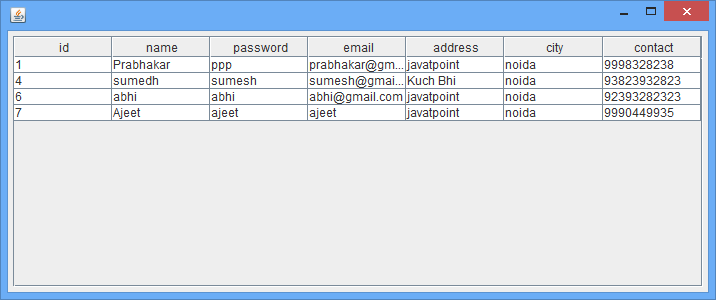 id name password email address city contact
1 Prabhakar ppp prabhakar@gm... javatpoint noida 9998328238
4 sumedh sumesh sumesh@gmai... Kuch Bhi noida 93823932823
6 abhi abhi abhi@gmail.com javatpoint noida 92393282323
7 Ajeet ajeet ajeet javatpoint noida 9990449935